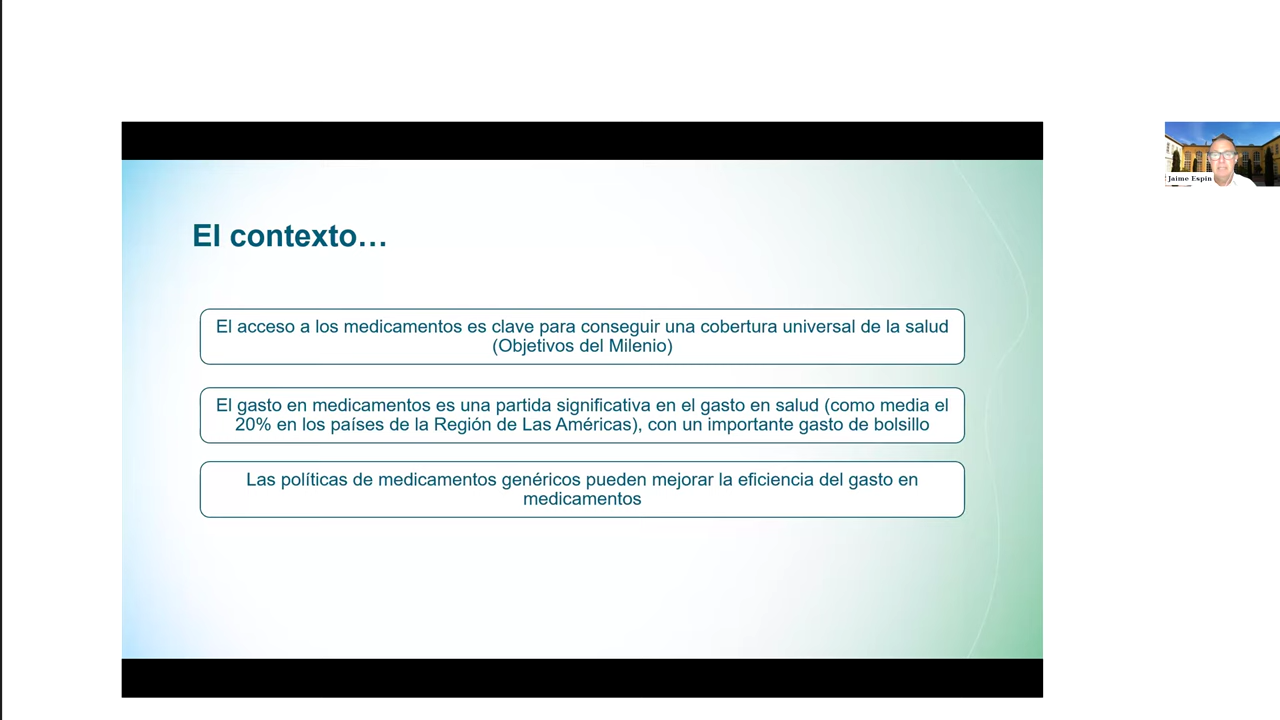 El contexto…
El acceso a los medicamentos es clave para conseguir una cobertura universal de la salud
(Objetivos del Milenio)
El gasto en medicamentos es una partida significativa en el gasto en salud (como media el
20% en los países de la Región de Las Américas), con un importante gasto de bolsillo
Las políticas de medicamentos genéricos pueden mejorar la eficiencia del gasto en
medicamentos
Jaime Espin